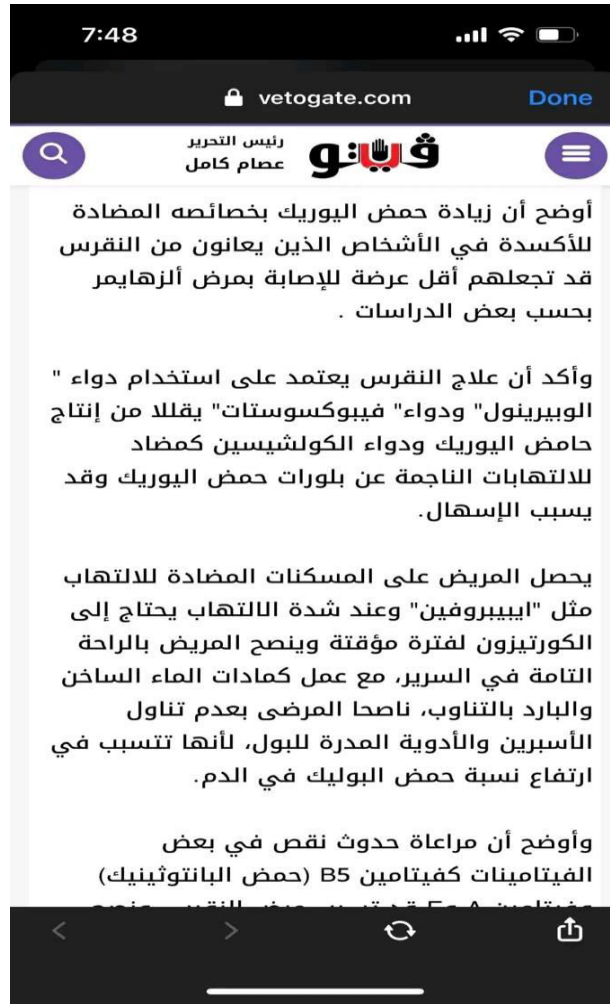 7:48
vetogate.com
Done
رئيس التحرير
عصام كامل
ڤيتو
أوضح أن زيادة حمض اليوريك بخصائصه المضادة
للأكسدة في الأشخاص الذين يعانون من النقرس
قد تجعلهم أقل عرضة للإصابة بمرض ألزهايمر
بحسب بعض الدراسات .
وأكد أن علاج النقرس يعتمد على استخدام دواء "
الوبيرينول" ودواء" فيبوكسوستات" يقللا من إنتاج
حامض اليوريك ودواء الكولشيسين كمضاد
للالتهابات الناجمة عن بلورات حمض اليوريك وقد
يسبب الإسهال.
يحصل المريض على المسكنات المضادة للالتهاب
مثل "ايبيبروفين" وعند شدة االتهاب يحتاج إلى
الكورتيزون لفترة مؤقتة وينصح المريض بالراحة
التامة في السرير، مع عمل كمادات الماء الساخن
والبارد بالتناوب، ناصحا المرضى بعدم تناول
الأسبرين والأدوية المدرة للبول، لأنها تتسبب في
ارتفاع نسبة حمض البوليك في الدم.
وأوضح أن مراعاة حدوث نقص في بعض
الفيتامينات كفيتامين B5 (حمض البانتوثينيك)